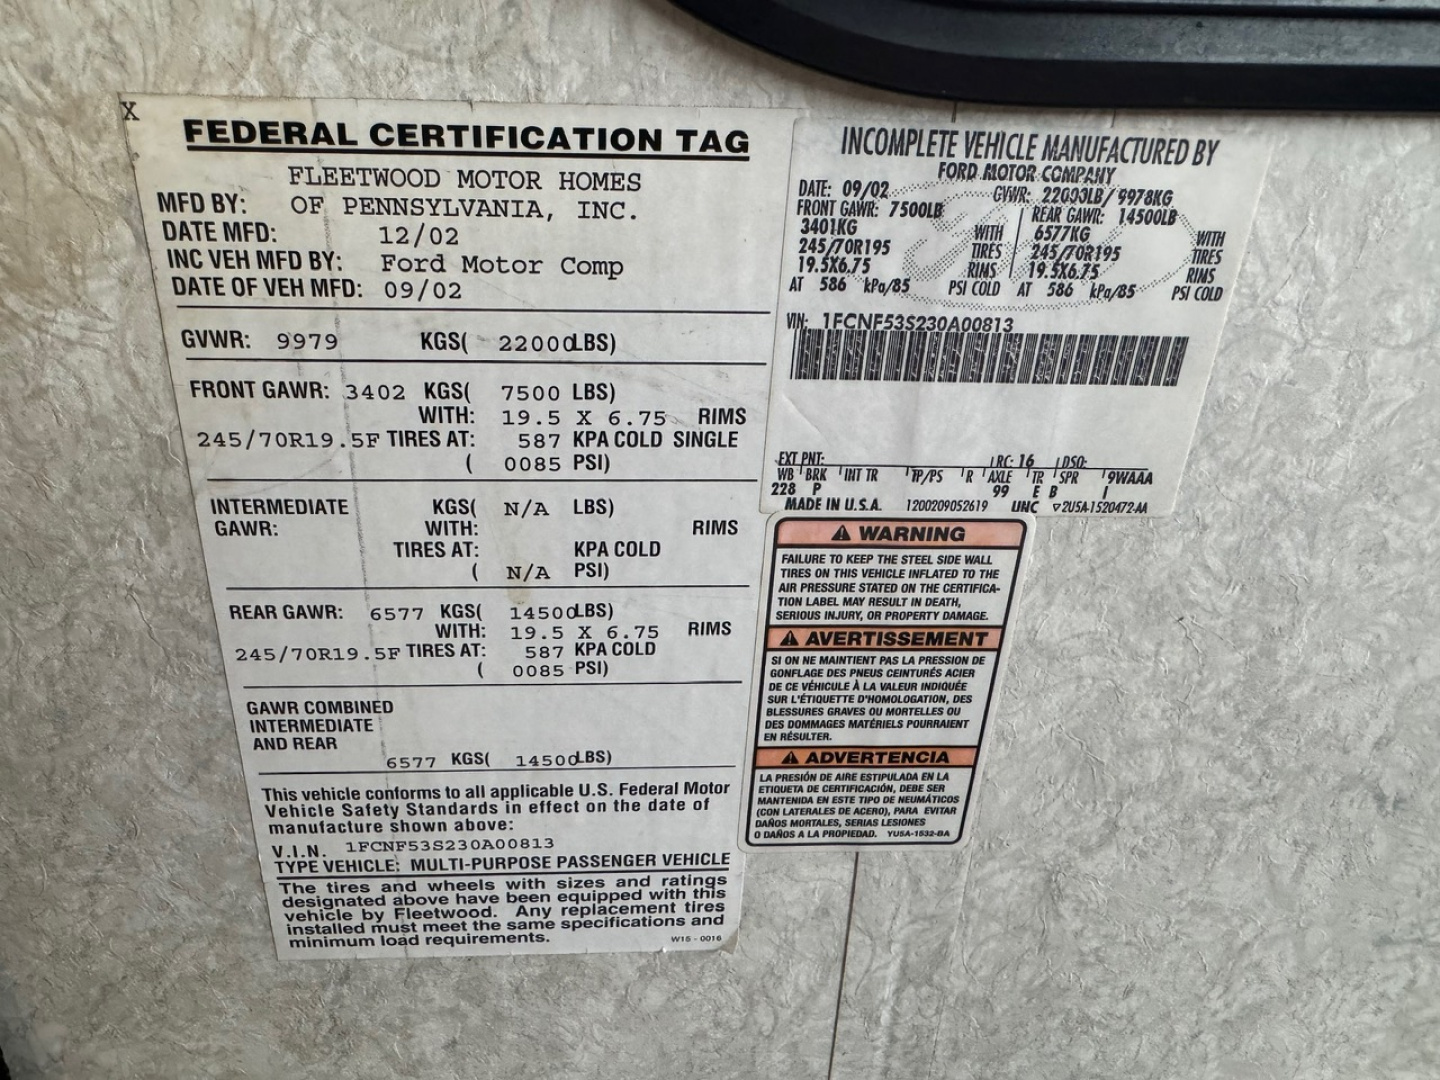 X
FEDERAL CERTIFICATION TAG
MFD BY: FLEETWOOD MOTOR HOMES
OF PENNSYLVANIA, INC.
DATE MFD: 12/02
INC VEH MFD BY: Ford Motor Comp
DATE OF VEH MFD: 09/02
GVWR: 9979 KGS( 22000LBS)
FRONT GAWR: 3402 KGS( 7500 LBS)
WITH: 19.5 X 6.75 RIMS
245/70R19.5F TIRES AT: 587 KPA COLD SINGLE
( 0085 PSI)
INTERMEDIATE KGS( N/A LBS)
GAWR: WITH: RIMS
TIRES AT: KPA COLD
( N/A PSI)
REAR GAWR: 6577 KGS( 14500LBS)
WITH: 19.5 X 6.75 RIMS
245/70R19.5F TIRES AT: 587 KPA COLD
( 0085 PSI)
GAWR COMBINED
INTERMEDIATE
AND REAR
6577 KGS( 14500LBS)
This vehicle conforms to all applicable U.S. Federal Motor
Vehicle Safety Standards in effect on the date of
manufacture shown above:
V.I.N. 1FCNF53S230A00813
TYPE VEHICLE: MULTI-PURPOSE PASSENGER VEHICLE
The tires and wheels with sizes and ratings
designated above have been equipped with this
vehicle by Fleetwood. Any replacement tires
installed must meet the same specifications and
minimum load requirements.
W15 - 0016
INCOMPLETE VEHICLE MANUFACTURED BY
FORD MOTOR COMPANY
DATE: 09/02 GVWR: 22000LB/ 9978KG
FRONT GAWR: 7500LB REAR GAWR: 14500LB
3401KG WITH 6577KG WITH
245/70R195 TIRES 245/70R195 TIRES
19.5X6.75 RIMS 19.5X6.75 RIMS
AT 586 kPa/85 PSI COLD AT 586 kPa/85 PSI COLD
VIN: 1FCNF53S230A00813
EXT PNT: RC: 16 DSO:
WB BRK INT TR TP/PS R AXLE TR SPR 9WAAA
228 P 99 E B I
MADE IN U.S.A. 1200209052619 UNC ▽2U5A-1520472-AA
⚠ WARNING
FAILURE TO KEEP THE STEEL SIDE WALL
TIRES ON THIS VEHICLE INFLATED TO THE
AIR PRESSURE STATED ON THE CERTIFICA-
TION LABEL MAY RESULT IN DEATH,
SERIOUS INJURY, OR PROPERTY DAMAGE.
⚠ AVERTISSEMENT
SI ON NE MAINTIENT PAS LA PRESSION DE
GONFLAGE DES PNEUS CEINTURÉS ACIER
DE CE VÉHICULE À LA VALEUR INDIQUÉE
SUR L'ÉTIQUETTE D'HOMOLOGATION, DES
BLESSURES GRAVES OU MORTELLES OU
DES DOMMAGES MATÉRIELS POURRAIENT
EN RÉSULTER.
⚠ ADVERTENCIA
LA PRESIÓN DE AIRE ESTIPULADA EN LA
ETIQUETA DE CERTIFICACIÓN, DEBE SER
MANTENIDA EN ESTE TIPO DE NEUMÁTICOS
(CON LATERALES DE ACERO), PARA EVITAR
DAÑOS MORTALES, SERIAS LESIONES
O DAÑOS A LA PROPIEDAD. YU5A-1532-BA